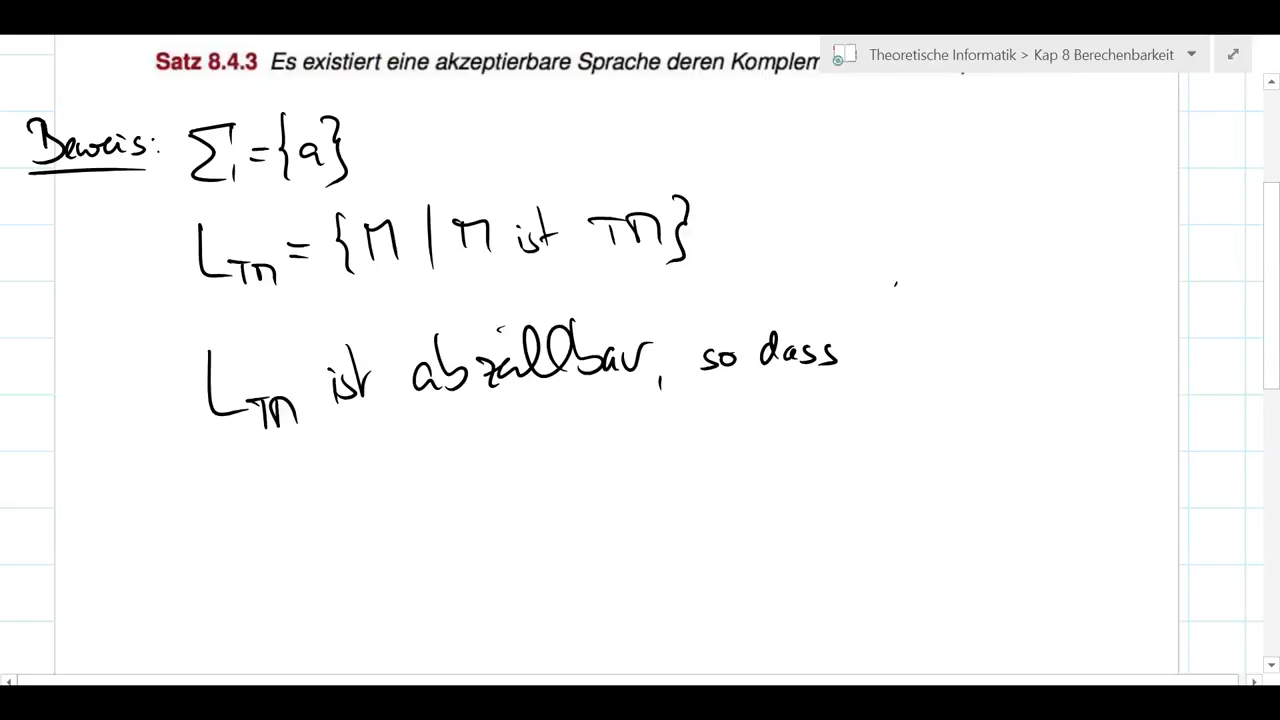 Satz 8.4.3 Es existiert eine akzeptierbare Sprache deren Komplem
Theoretische Informatik > Kap 8 Berechenbarkeit
Beweis: Σ = {a}
L_TM = {M | M ist TM}
L_TM ist abzählbar, so dass